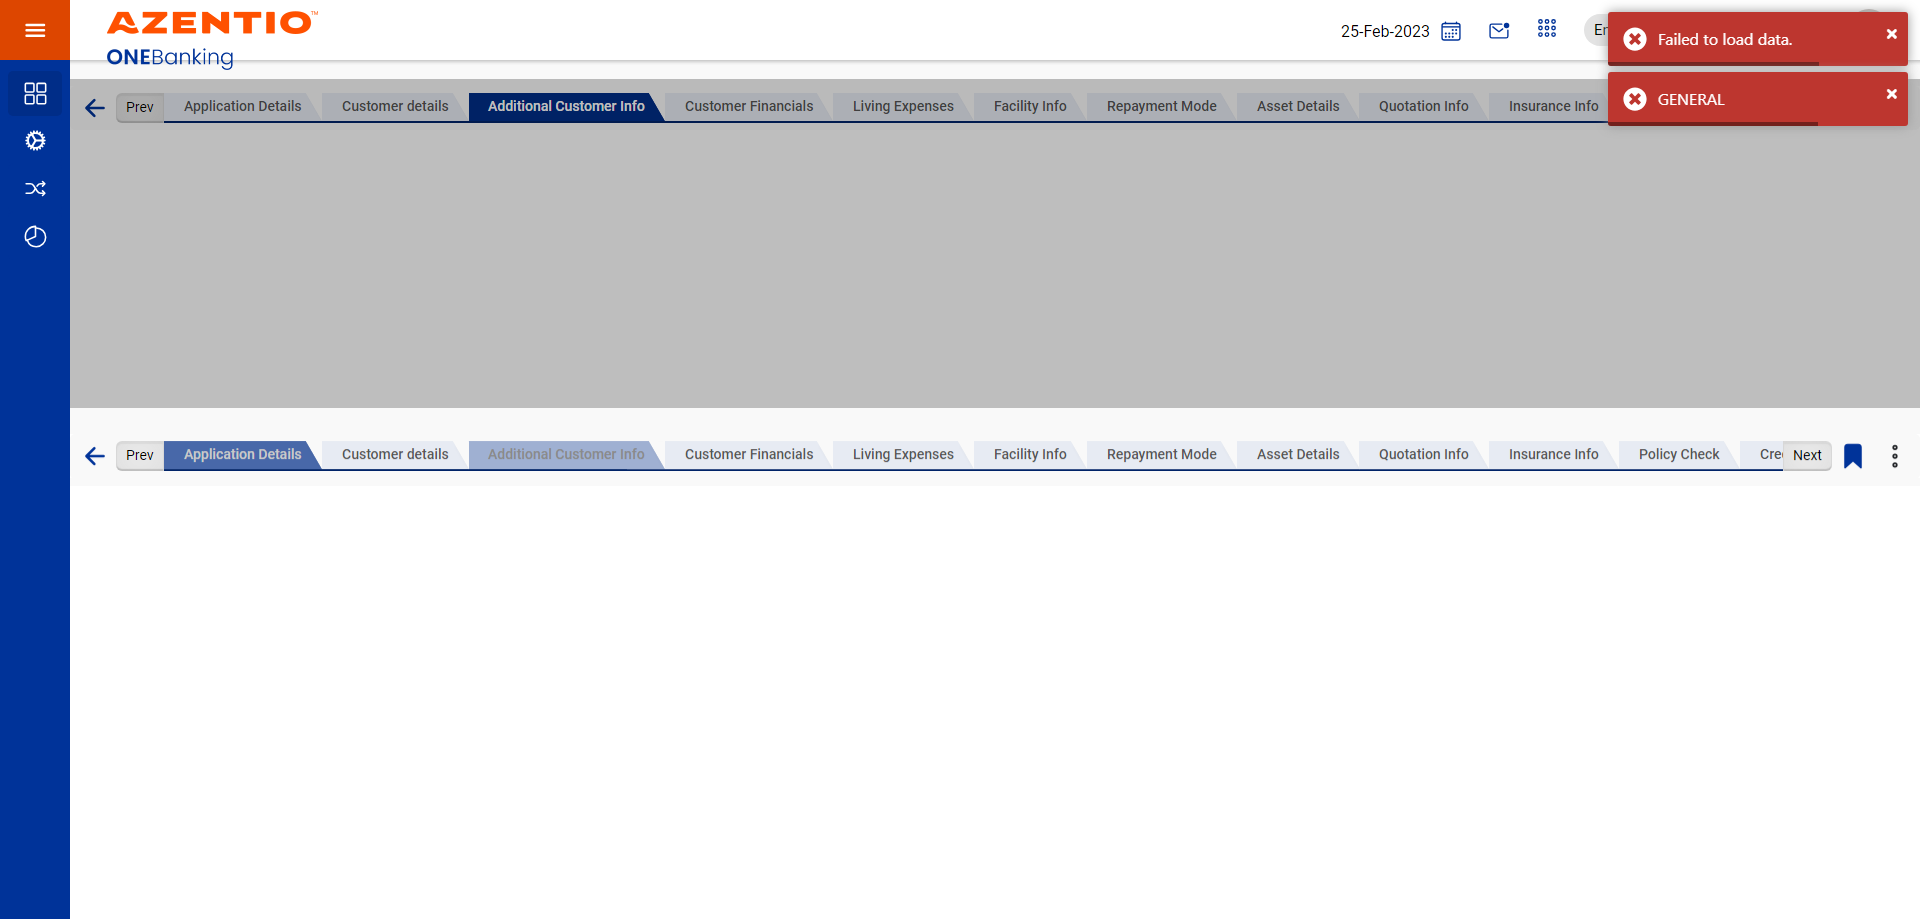 AZENTIO™
ONEBanking
25-Feb-2023
En
Failed to load data.
GENERAL
Prev Application Details Customer details Additional Customer Info Customer Financials Living Expenses Facility Info Repayment Mode Asset Details Quotation Info Insurance Info
Prev Application Details Customer details Additional Customer Info Customer Financials Living Expenses Facility Info Repayment Mode Asset Details Quotation Info Insurance Info Policy Check Cre Next